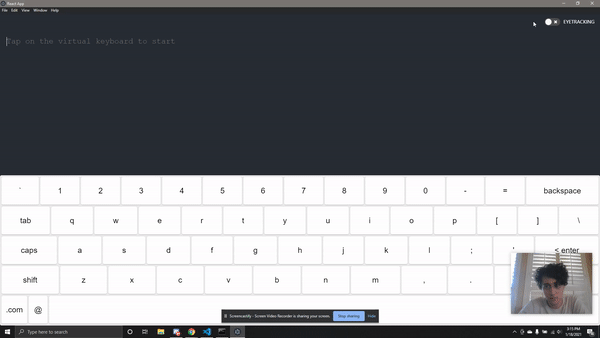 React App
File Edit View Window Help
EYETRACKING
Tap on the virtual keyboard to start
` 1 2 3 4 5 6 7 8 9 0 - = backspace
tab q w e r t y u i o p [ ] \
caps a s d f g h j k l ; ' < enter
shift z x c v b n m , .
.com @
Screencastify - Screen Video Recorder is sharing your screen. Stop sharing Hide
Type here to search
5:15 PM
1/18/2021